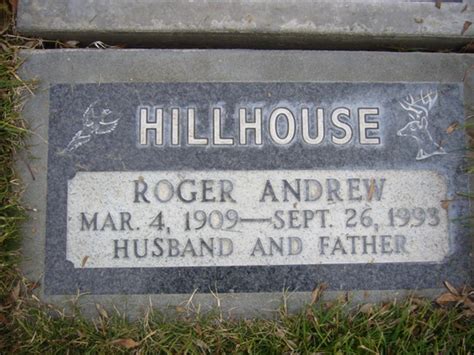 HILLHOUSE
ROGER ANDREW
MAR. 4, 1909—SEPT. 26, 1993
HUSBAND AND FATHER